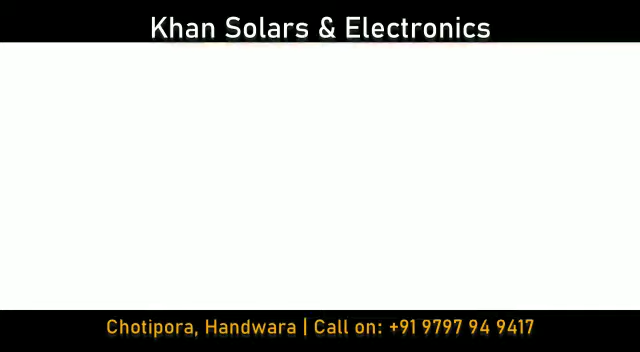 Khan Solars & Electronics
Chotipora, Handwara | Call on: +91 9797 94 9417